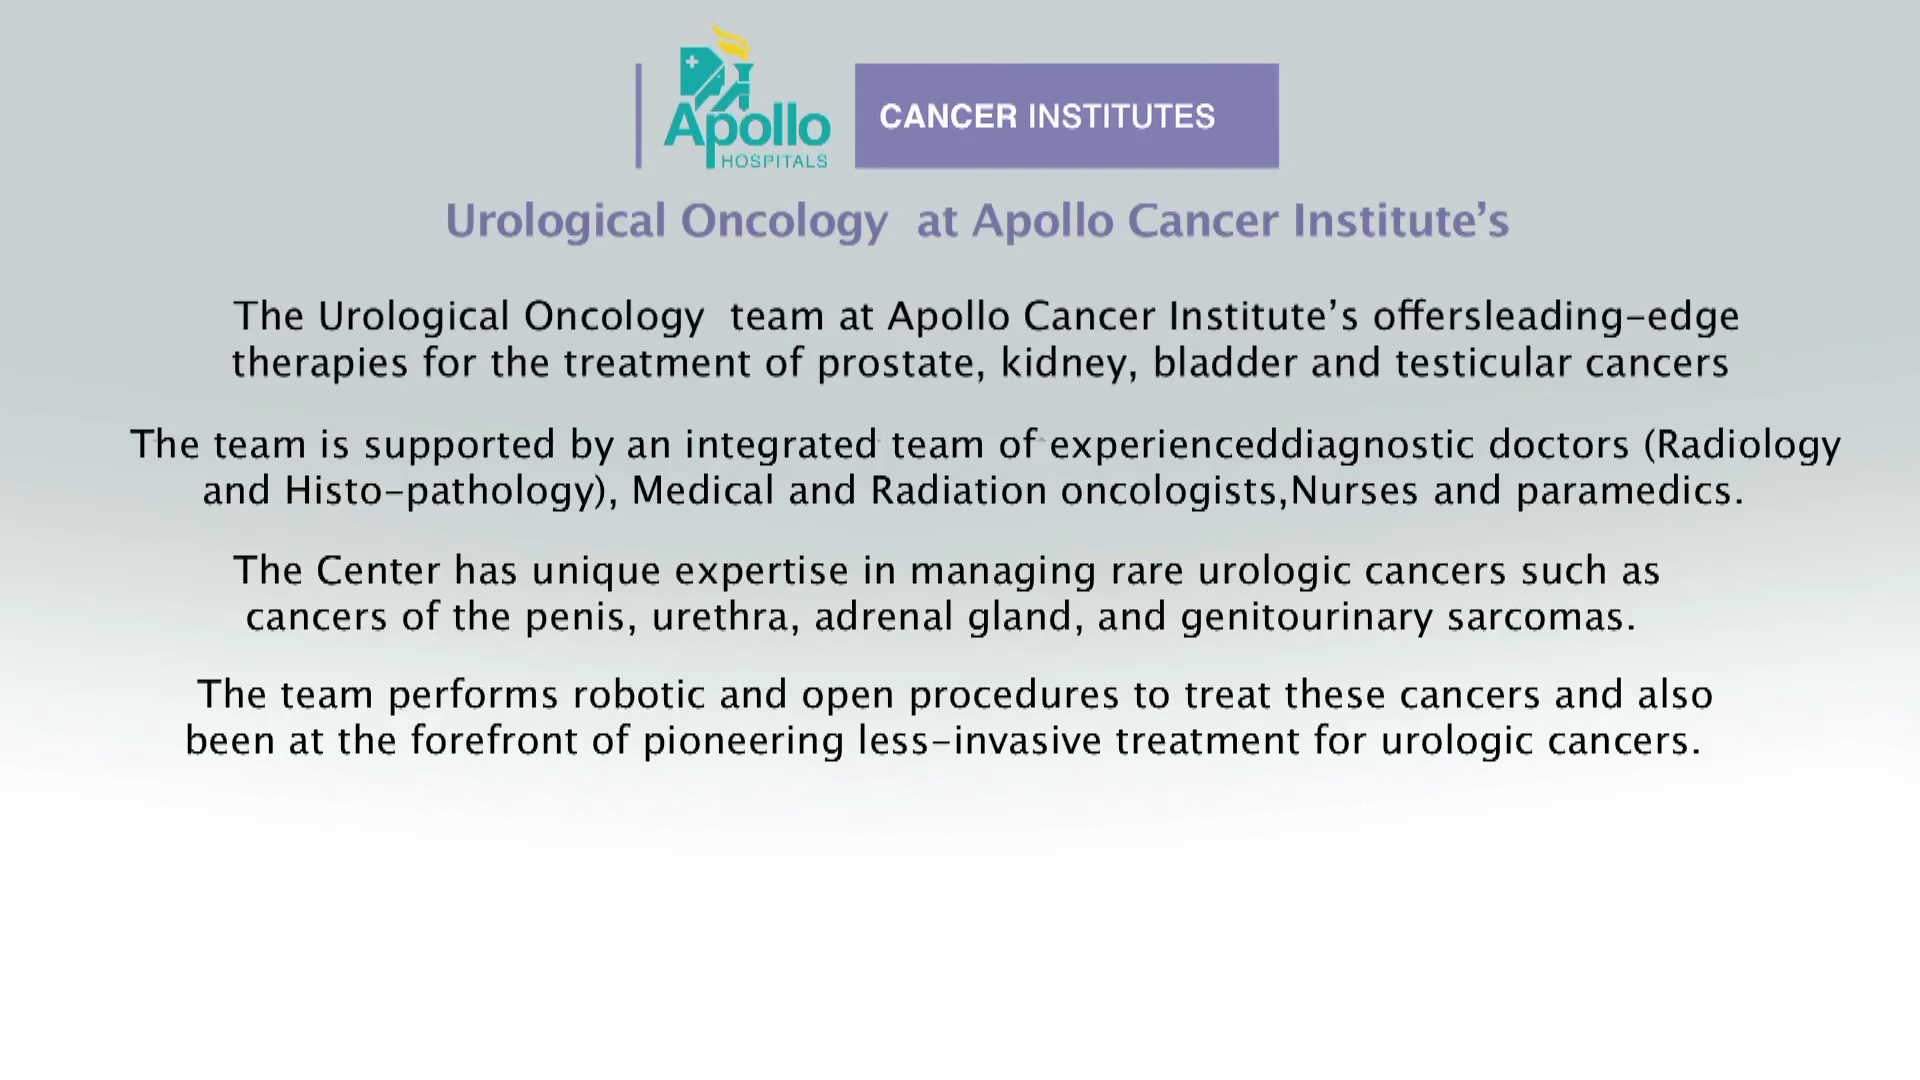 Apollo
HOSPITALS
CANCER INSTITUTES
Urological Oncology  at Apollo Cancer Institute’s
The Urological Oncology  team at Apollo Cancer Institute’s offersleading-edge
therapies for the treatment of prostate, kidney, bladder and testicular cancers
The team is supported by an integrated team of experienceddiagnostic doctors (Radiology
and Histo-pathology), Medical and Radiation oncologists,Nurses and paramedics.
The Center has unique expertise in managing rare urologic cancers such as
cancers of the penis, urethra, adrenal gland, and genitourinary sarcomas.
The team performs robotic and open procedures to treat these cancers and also
been at the forefront of pioneering less-invasive treatment for urologic cancers.